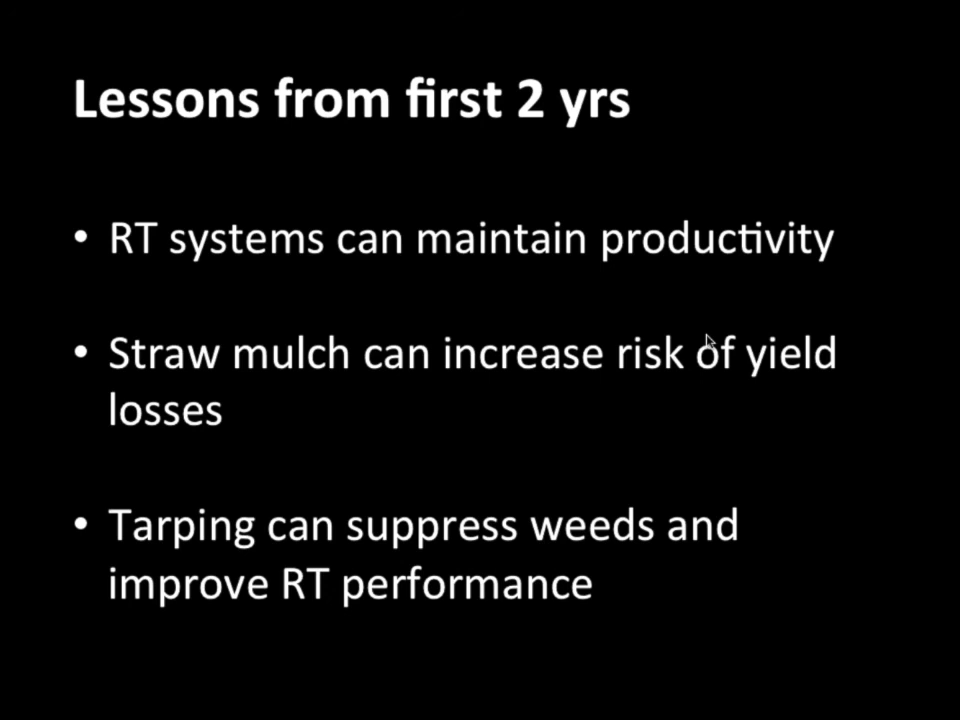 Lessons from first 2 yrs
• RT systems can maintain productivity
• Straw mulch can increase risk of yield
losses
• Tarping can suppress weeds and
improve RT performance